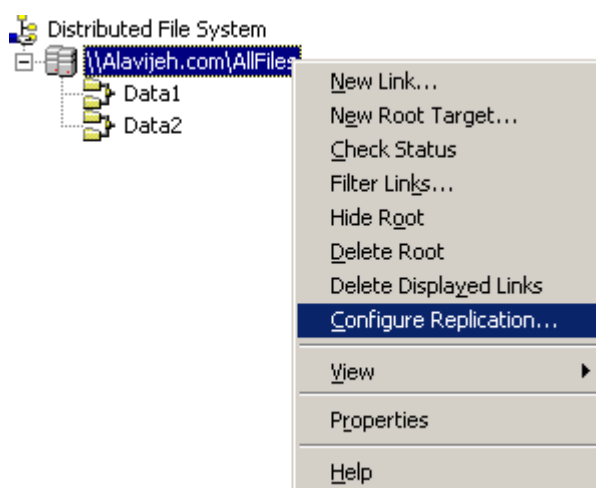 Distributed File System
\\Alavijeh.com\AllFiles
Data1
Data2
New Link...
New Root Target...
Check Status
Filter Links...
Hide Root
Delete Root
Delete Displayed Links
Configure Replication...
View
Properties
Help